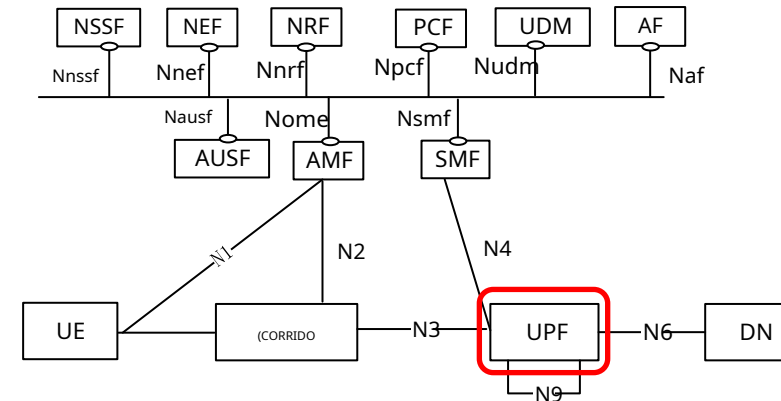 NSSF
NEF
NRF
PCF
UDM
AF
Nnssf
Nnef
Nnrf
Npcf
Nudm
Naf
Nausf
Nome
Nsmf
AUSF
AMF
SMF
N1
N2
N4
UE
(CORRIDO
N3
UPF
N6
DN
N9